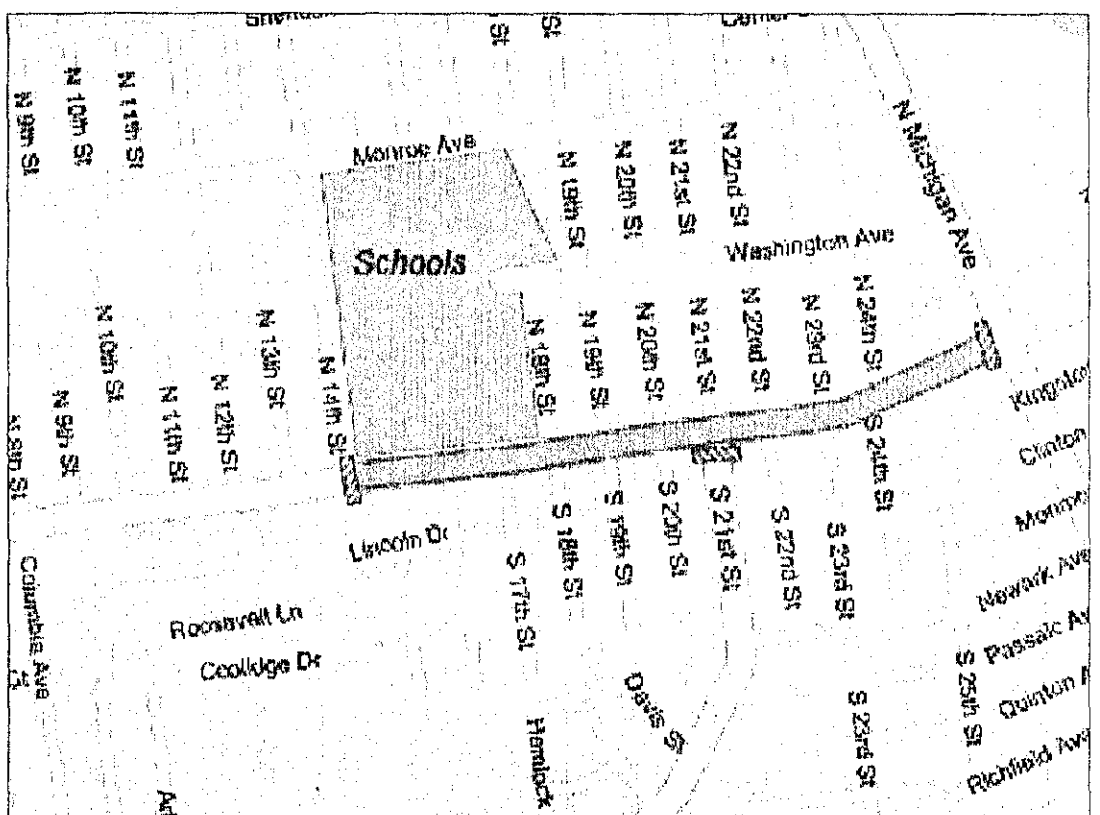 St
St
N 9th St
N 10th St
N 11th St
Monroe Ave
N 19th St
N 20th St
N 21st St
N 22nd St
N Michigan Ave
Washington Ave
Schools
N 10th St
N 13th St
N 14th St
N 18th St
N 19th St
N 20th St
N 21st St
N 22nd St
N 23rd St
N 24th St
N 8th St
N 9th St
N 11th St
N 12th St
S 24th St
Clinton
Lincoln Dr
S 17th St
S 18th St
S 19th St
S 20th St
S 21st St
S 22nd St
S 23rd St
Monroe
Newark Ave
Columbia Ave
Roosevelt Ln
Coolidge Dr
Passaic Av
Quinton A
Richfield Ave
S 25th St
S 23rd St
Davis St
Hemlock